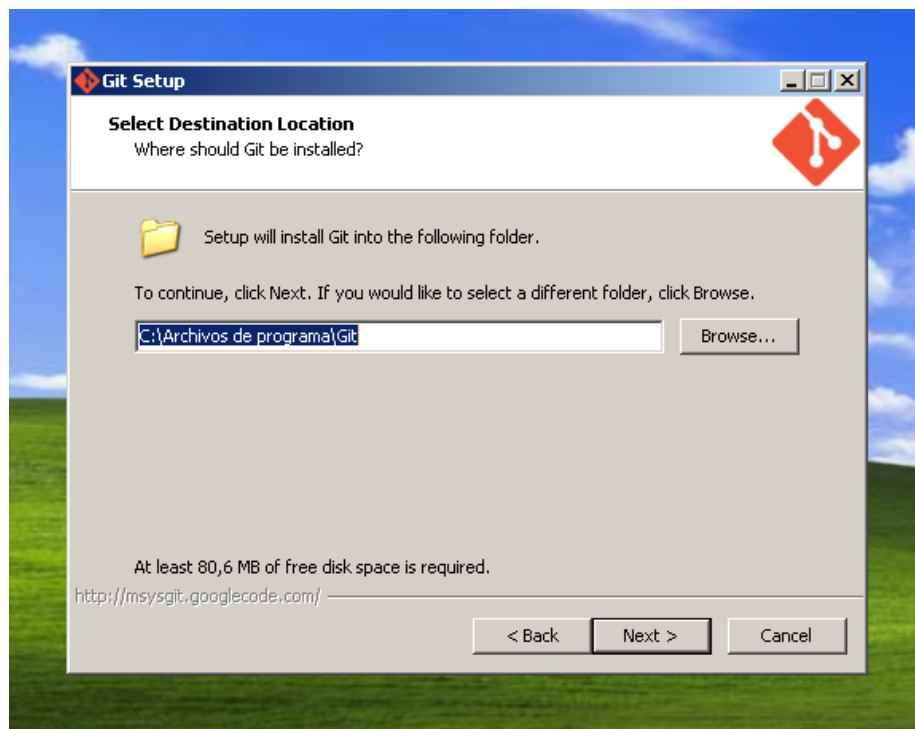 Git Setup
Select Destination Location
Where should Git be installed?
Setup will install Git into the following folder.
To continue, click Next. If you would like to select a different folder, click Browse.
C:\Archivos de programa\Git
Browse...
At least 80,6 MB of free disk space is required.
http://msysgit.googlecode.com/
< Back
Next >
Cancel